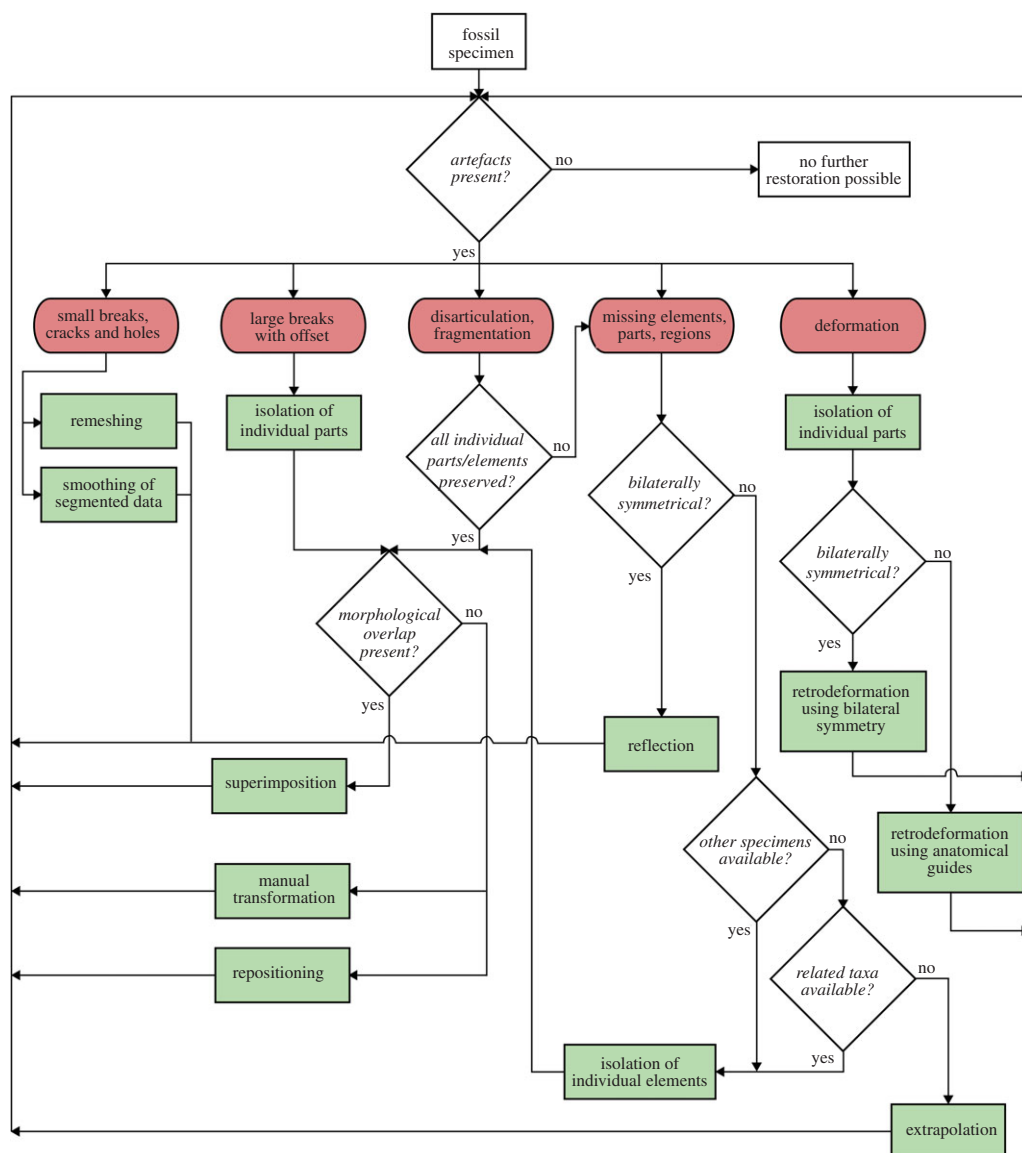 fossil
specimen
artefacts
present?
no
no further
restoration possible
yes
small breaks,
cracks and holes
large breaks
with offset
disarticulation,
fragmentation
missing elements,
parts, regions
deformation
remeshing
smoothing of
segmented data
isolation of
individual parts
all individual
parts/elements
preserved?
no
yes
bilaterally
symmetrical?
no
yes
isolation of
individual parts
bilaterally
symmetrical?
no
yes
morphological
overlap
present?
no
yes
retrodeformation
using bilateral
symmetry
reflection
superimposition
other specimens
available?
no
yes
retrodeformation
using anatomical
guides
manual
transformation
repositioning
related taxa
available?
no
yes
isolation of
individual elements
extrapolation